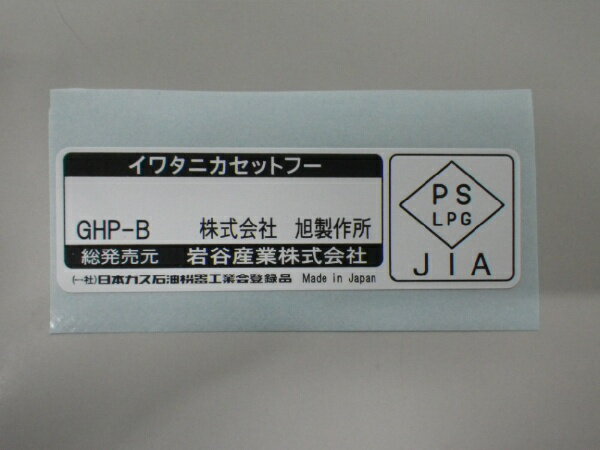 イワタニカセットフー
GHP-B 株式会社 旭製作所
総発売元 岩谷産業株式会社
(一社)日本ガス石油機器工業会登録品 Made in Japan
PS
LPG
JIA